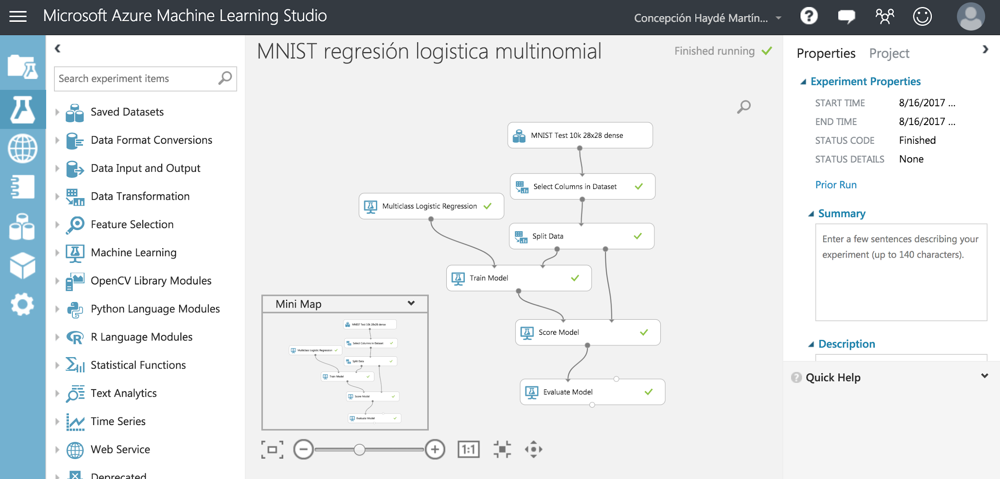 Microsoft Azure Machine Learning Studio
Concepción Haydé Martín...
Search experiment items
Saved Datasets
Data Format Conversions
Data Input and Output
Data Transformation
Feature Selection
Machine Learning
OpenCV Library Modules
Python Language Modules
R Language Modules
Statistical Functions
Text Analytics
Time Series
Web Service
Deprecated
MNIST regresión logistica multinomial
Finished running
MNIST Test 10k 28x28 dense
Select Columns in Dataset
Multiclass Logistic Regression
Split Data
Train Model
Score Model
Evaluate Model
Mini Map
MNIST Test 10k 28x28 dense
Select Columns in Dataset
Multiclass Logistic Regression
Split Data
Train Model
Score Model
Evaluate Model
1:1
Properties Project
Experiment Properties
START TIME 8/16/2017 ...
END TIME 8/16/2017 ...
STATUS CODE Finished
STATUS DETAILS None
Prior Run
Summary
Enter a few sentences describing your
experiment (up to 140 characters).
Description
Quick Help